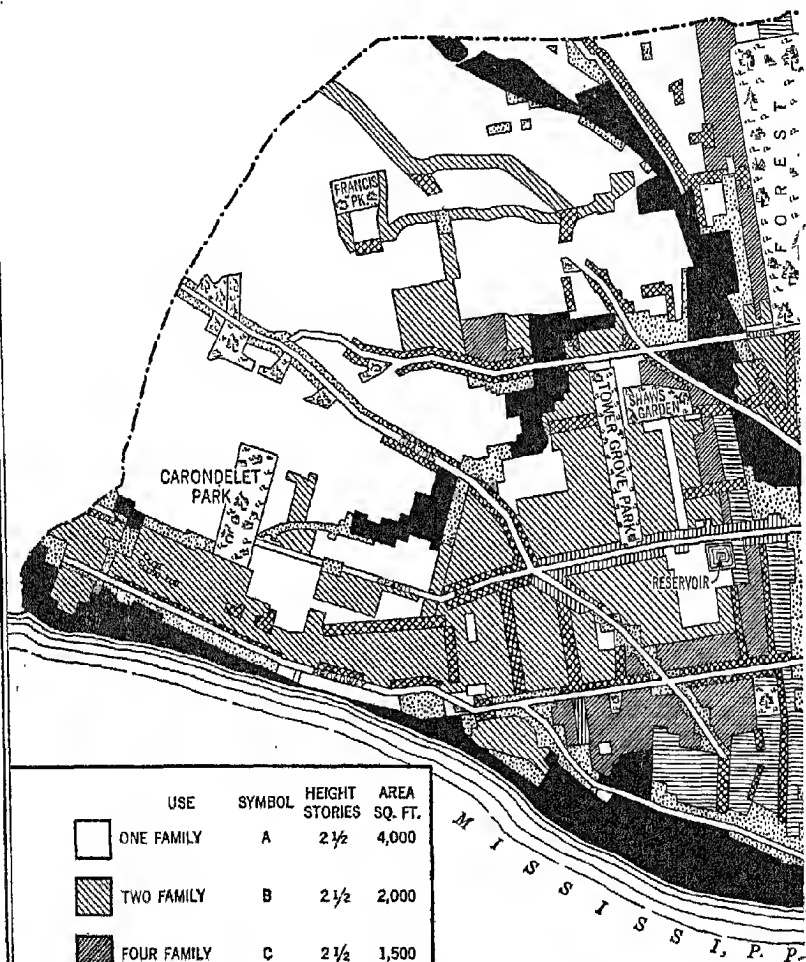 FOREST
FRANCIS
PK.
SHAWS
GARDEN
TOWER GROVE PARK
CARONDELET
PARK
RESERVOIR
USE SYMBOL HEIGHT STORIES AREA SQ. FT.
ONE FAMILY A 2½ 4,000
TWO FAMILY B 2½ 2,000
FOUR FAMILY C 2½ 1,500
MISSISSIPP